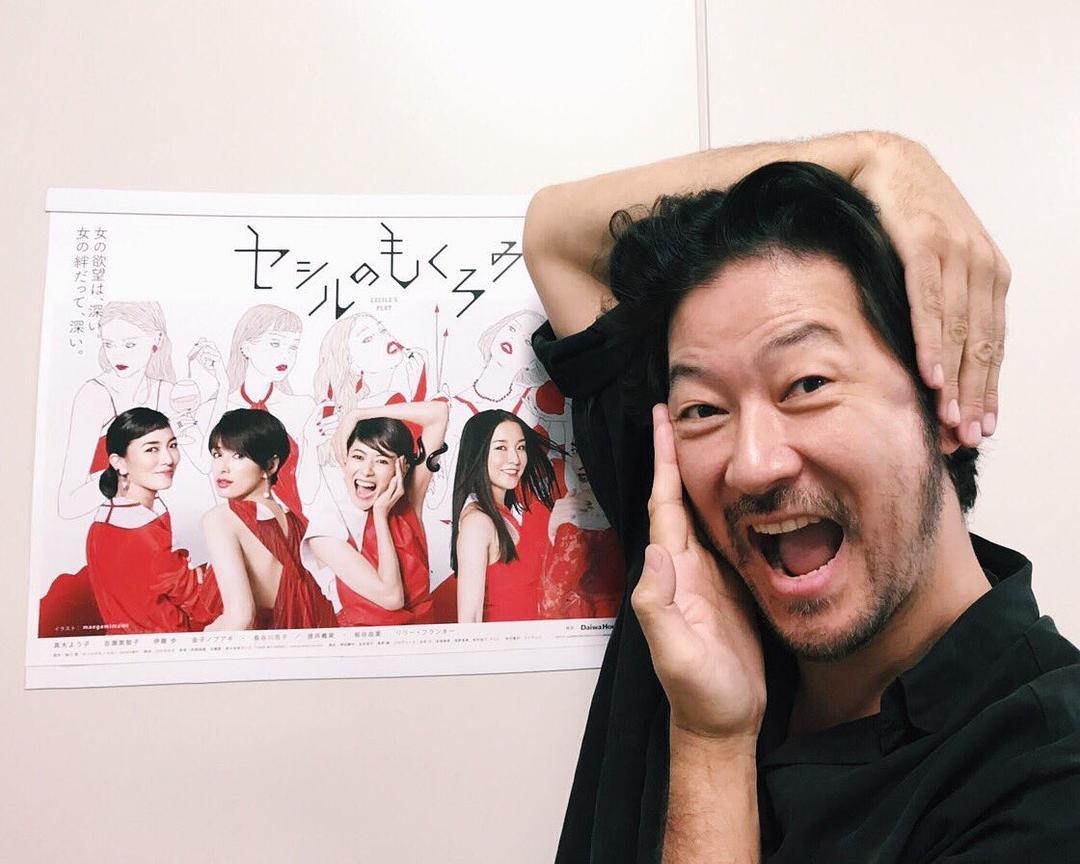 女の欲望は、深い
女の絆だって、深い。
セシルのもくろみ
CECILE'S
PLOT
イラスト： maegamimami
真木よう子 吉瀬美智子 伊藤 歩 金子ノブアキ ・ 長谷川京子 ／ 徳井義実 ・ 板谷由夏 リリー・フランキー
Daiwa Hou